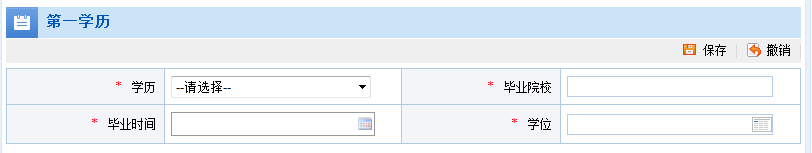 第一学历
保存 | 撤销
* 学历 --请选择-- * 毕业院校
* 毕业时间 * 学位